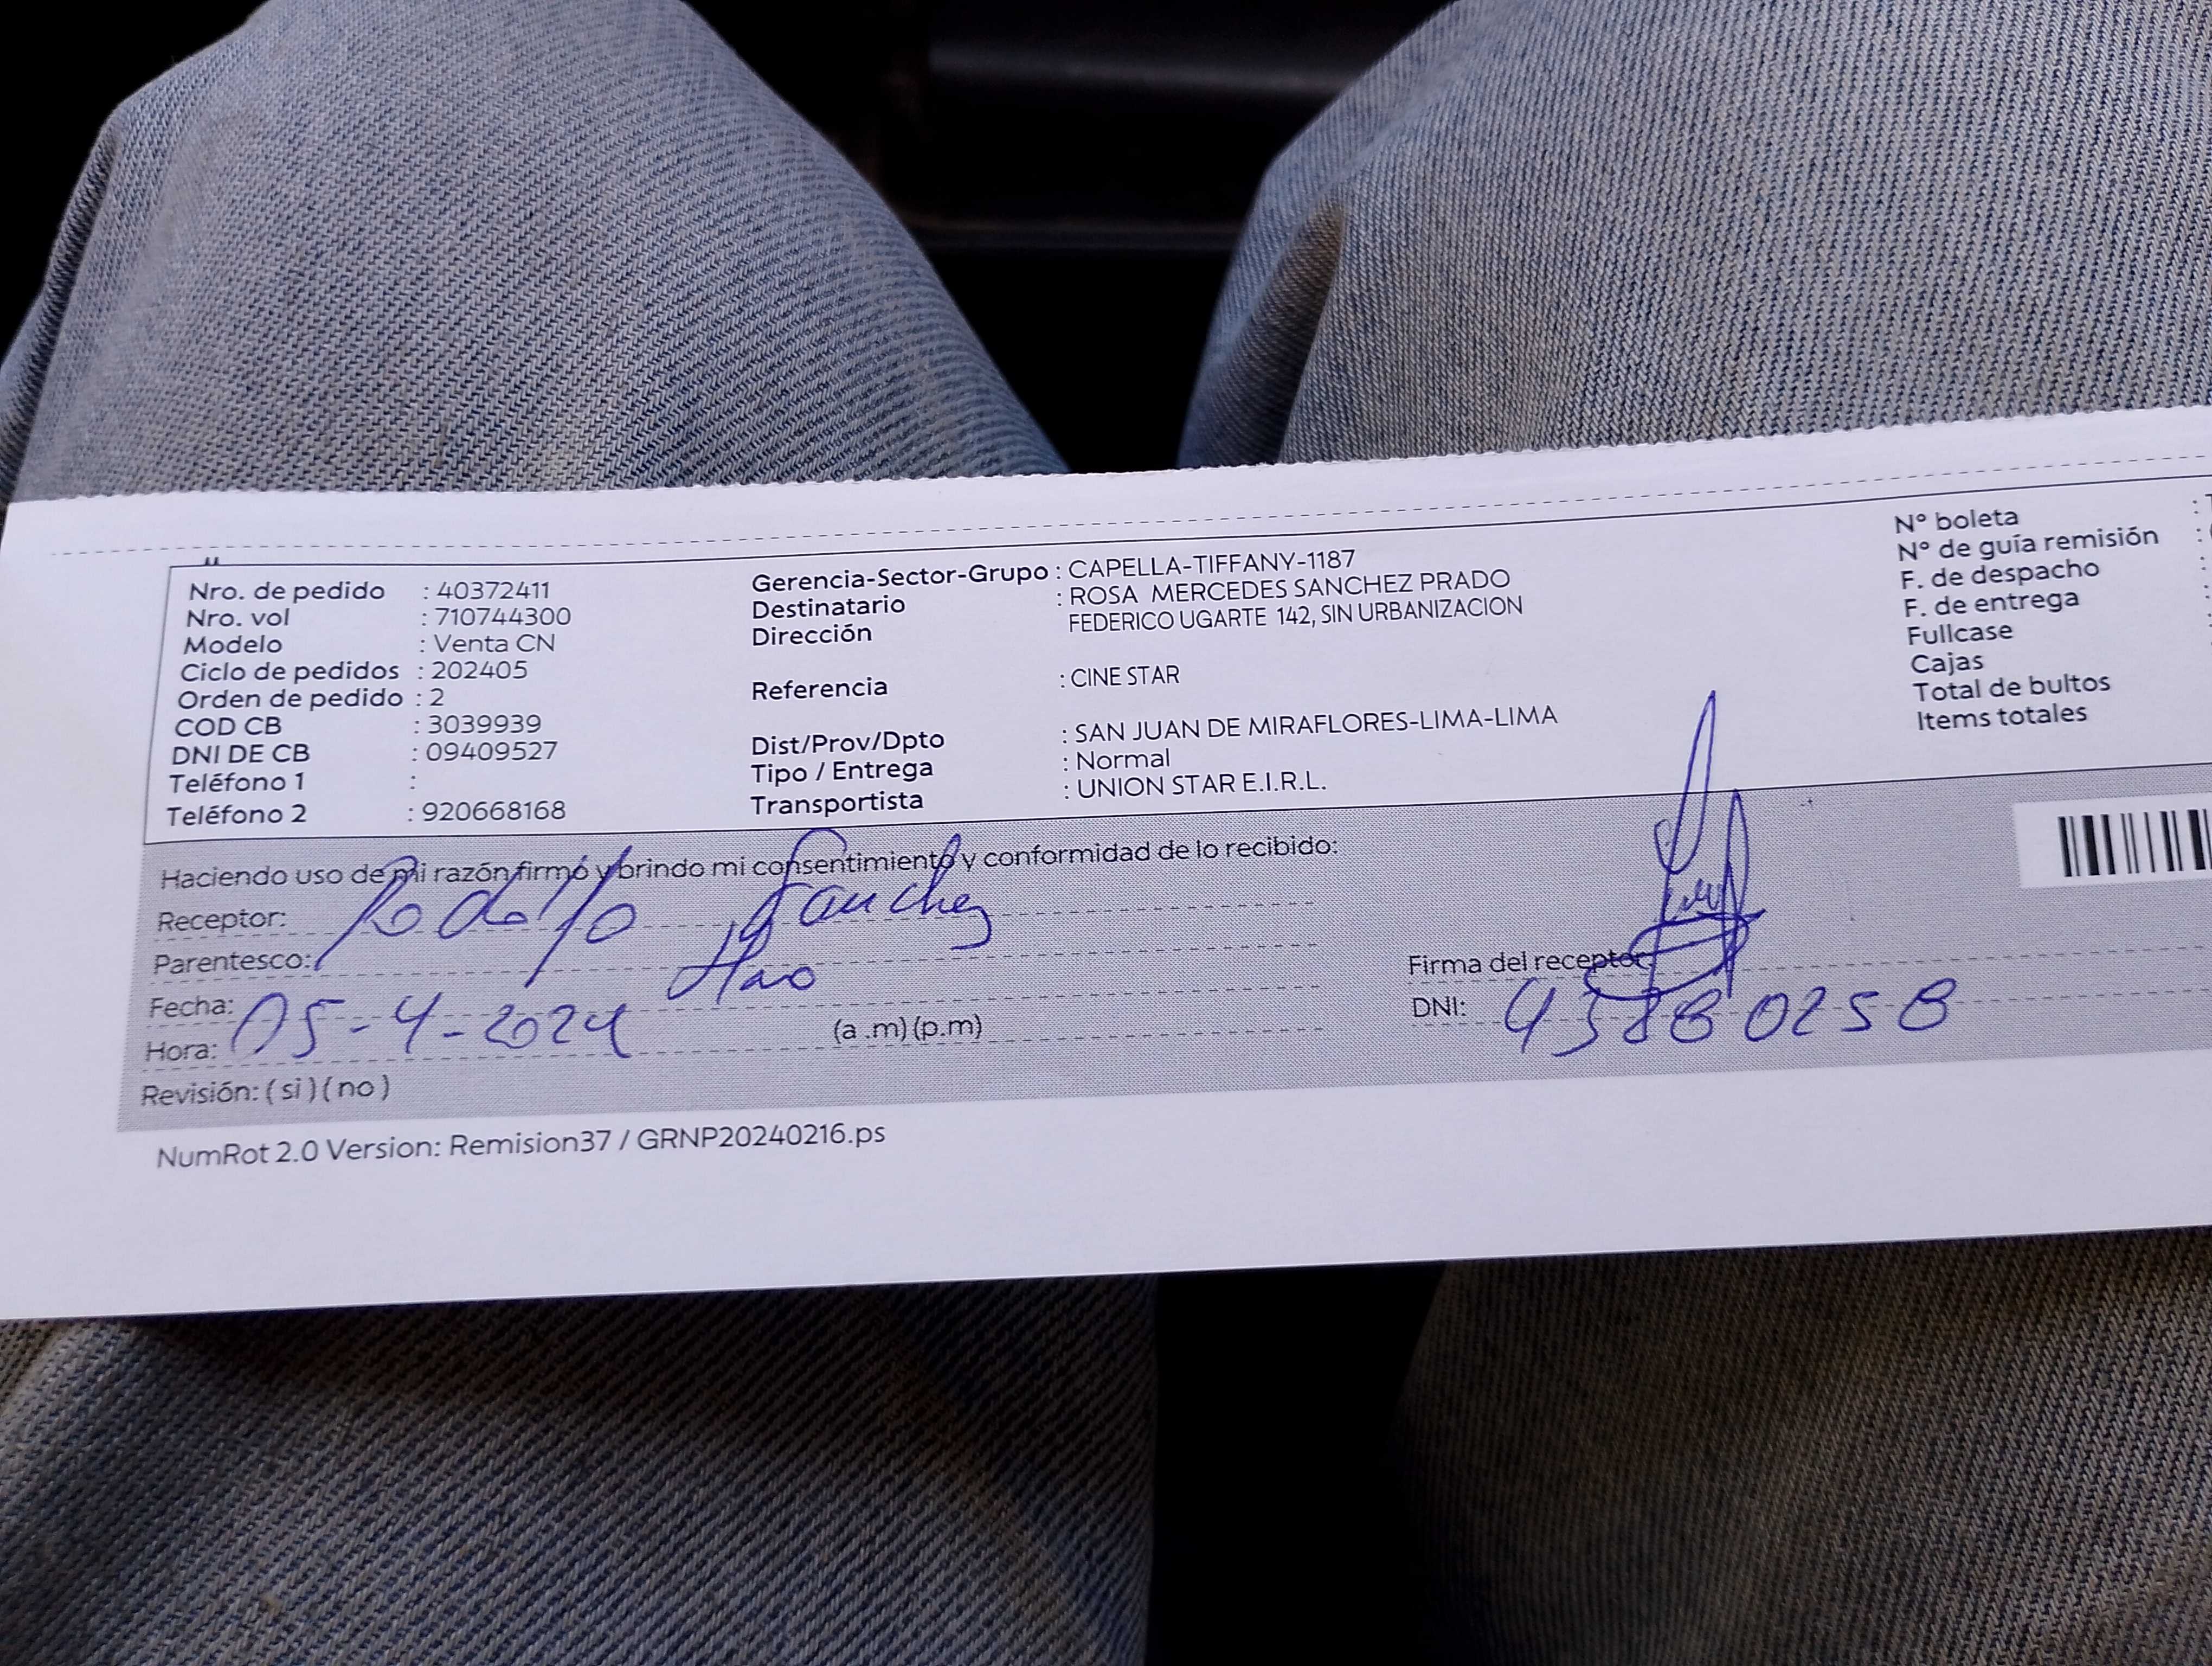 Nro. de pedido : 40372411
Nro. vol : 710744300
Modelo : Venta CN
Ciclo de pedidos : 202405
Orden de pedido : 2
COD CB : 3039939
DNI DE CB : 09409527
Teléfono 1 :
Teléfono 2 : 920668168
Gerencia-Sector-Grupo : CAPELLA-TIFFANY-1187
Destinatario : ROSA MERCEDES SANCHEZ PRADO
Dirección FEDERICO UGARTE 142, SIN URBANIZACION
Referencia : CINE STAR
Dist/Prov/Dpto : SAN JUAN DE MIRAFLORES-LIMA-LIMA
Tipo / Entrega : Normal
Transportista : UNION STAR E.I.R.L.
N° boleta :
N° de guía remisión :
F. de despacho :
F. de entrega :
Fullcase
Cajas
Total de bultos
Items totales
Haciendo uso de mi razón firmó y brindo mi consentimiento y conformidad de lo recibido:
Receptor: Rodolfo Sanchez
Parentesco: Hno
Fecha: 05-4-2024
Hora: (a .m) (p.m)
Revisión: ( si ) ( no )
Firma del receptor
DNI: 43880258
NumRot 2.0 Version: Remision37 / GRNP20240216.ps